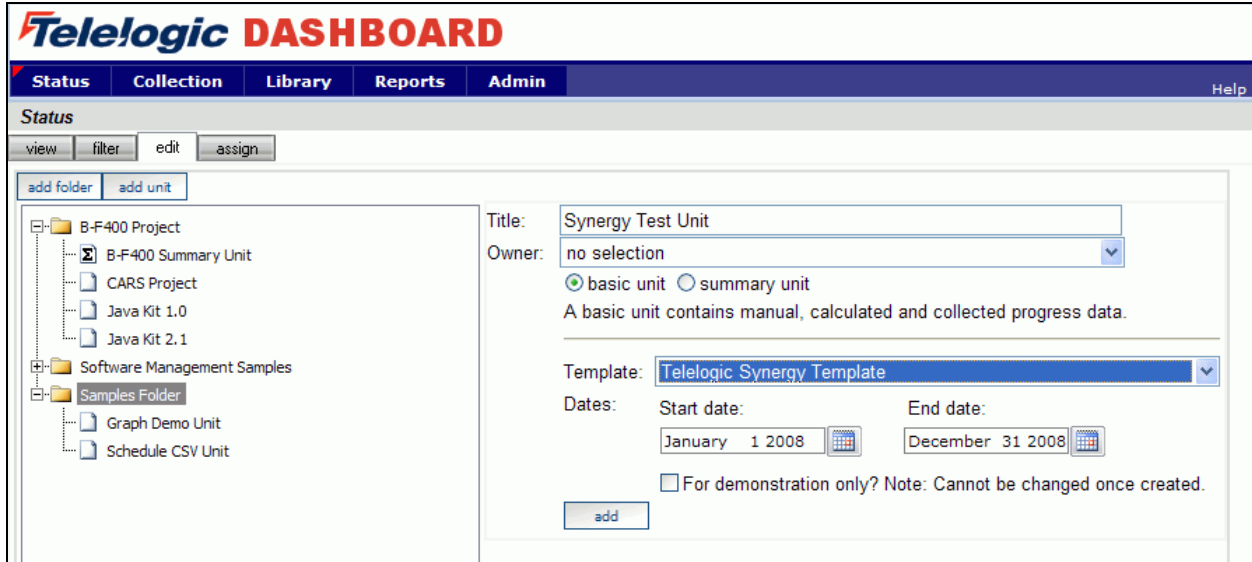 Telelogic DASHBOARD
Status Collection Library Reports Admin Help
Status
view filter edit assign
add folder add unit
B-F400 Project
B-F400 Summary Unit
CARS Project
Java Kit 1.0
Java Kit 2.1
Software Management Samples
Samples Folder
Graph Demo Unit
Schedule CSV Unit
Title: Synergy Test Unit
Owner: no selection
basic unit summary unit
A basic unit contains manual, calculated and collected progress data.
Template: Telelogic Synergy Template
Dates: Start date: End date:
January 1 2008 December 31 2008
For demonstration only? Note: Cannot be changed once created.
add